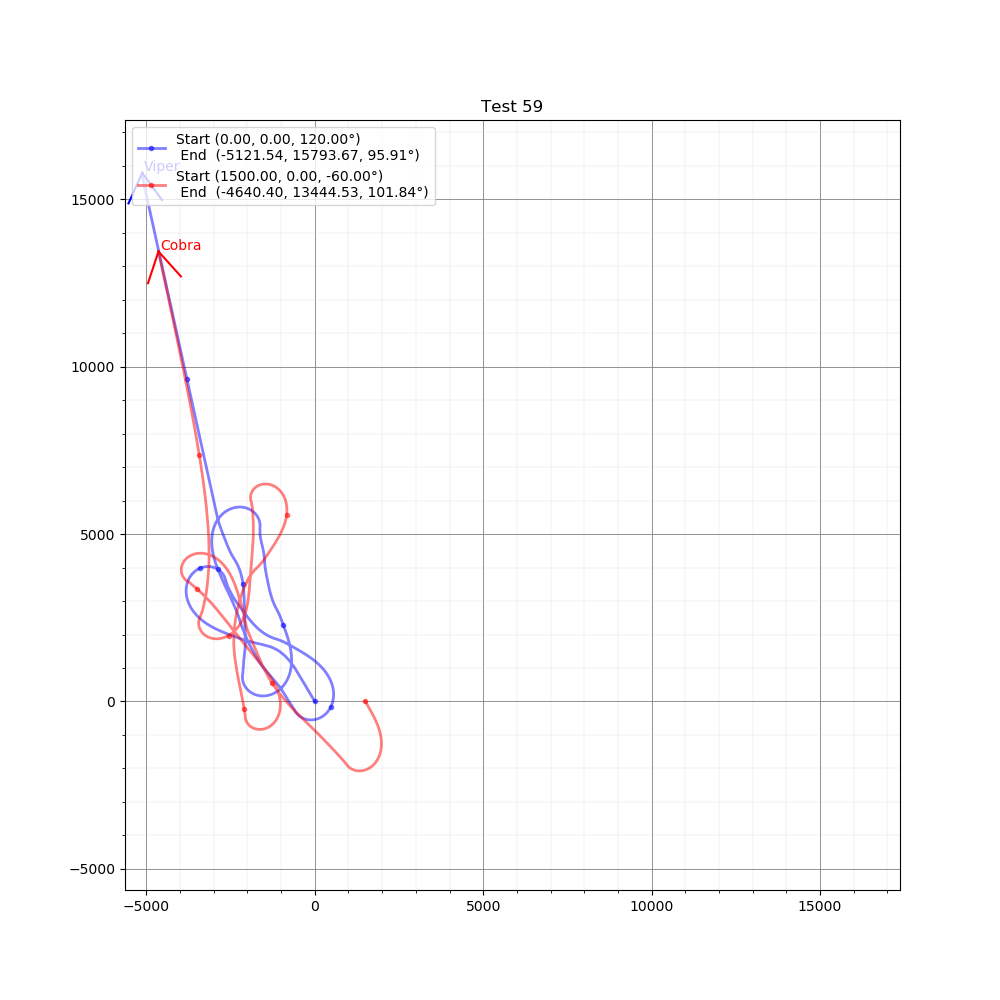 Test 59
Start (0.00, 0.00, 120.00°)
End (-5121.54, 15793.67, 95.91°)
Viper
Start (1500.00, 0.00, -60.00°)
End (-4640.40, 13444.53, 101.84°)
Cobra
15000
10000
5000
0
−5000
−5000 0 5000 10000 15000